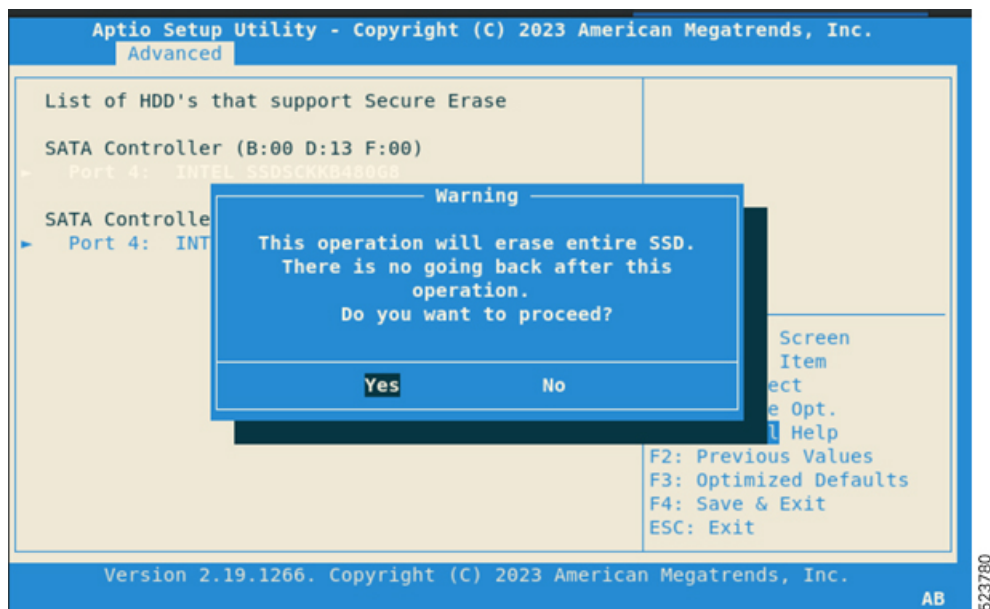 Aptio Setup Utility - Copyright (C) 2023 American Megatrends, Inc.
Advanced
List of HDD's that support Secure Erase
SATA Controller (B:00 D:13 F:00)
► Port 4: INTEL SSDSCKKB480G8
SATA Controlle
► Port 4: INT
Warning
This operation will erase entire SSD.
There is no going back after this
operation.
Do you want to proceed?
Yes No
Screen
Item
ect
e Opt.
l Help
F2: Previous Values
F3: Optimized Defaults
F4: Save & Exit
ESC: Exit
Version 2.19.1266. Copyright (C) 2023 American Megatrends, Inc.
AB
523780